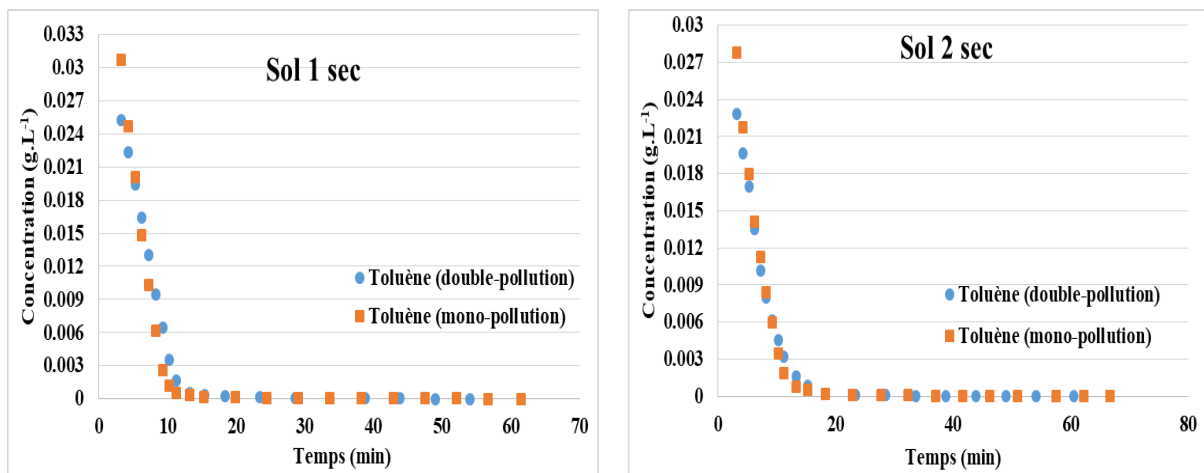 Sol 1 sec
Concentration (g.L⁻¹)
0.033
0.03
0.027
0.024
0.021
0.018
0.015
0.012
0.009
0.006
0.003
0
Toluène (double-pollution)
Toluène (mono-pollution)
0 10 20 30 40 50 60 70
Temps (min)
Sol 2 sec
Concentration (g.L⁻¹)
0.03
0.027
0.024
0.021
0.018
0.015
0.012
0.009
0.006
0.003
0
Toluène (double-pollution)
Toluène (mono-pollution)
0 20 40 60 80
Temps (min)